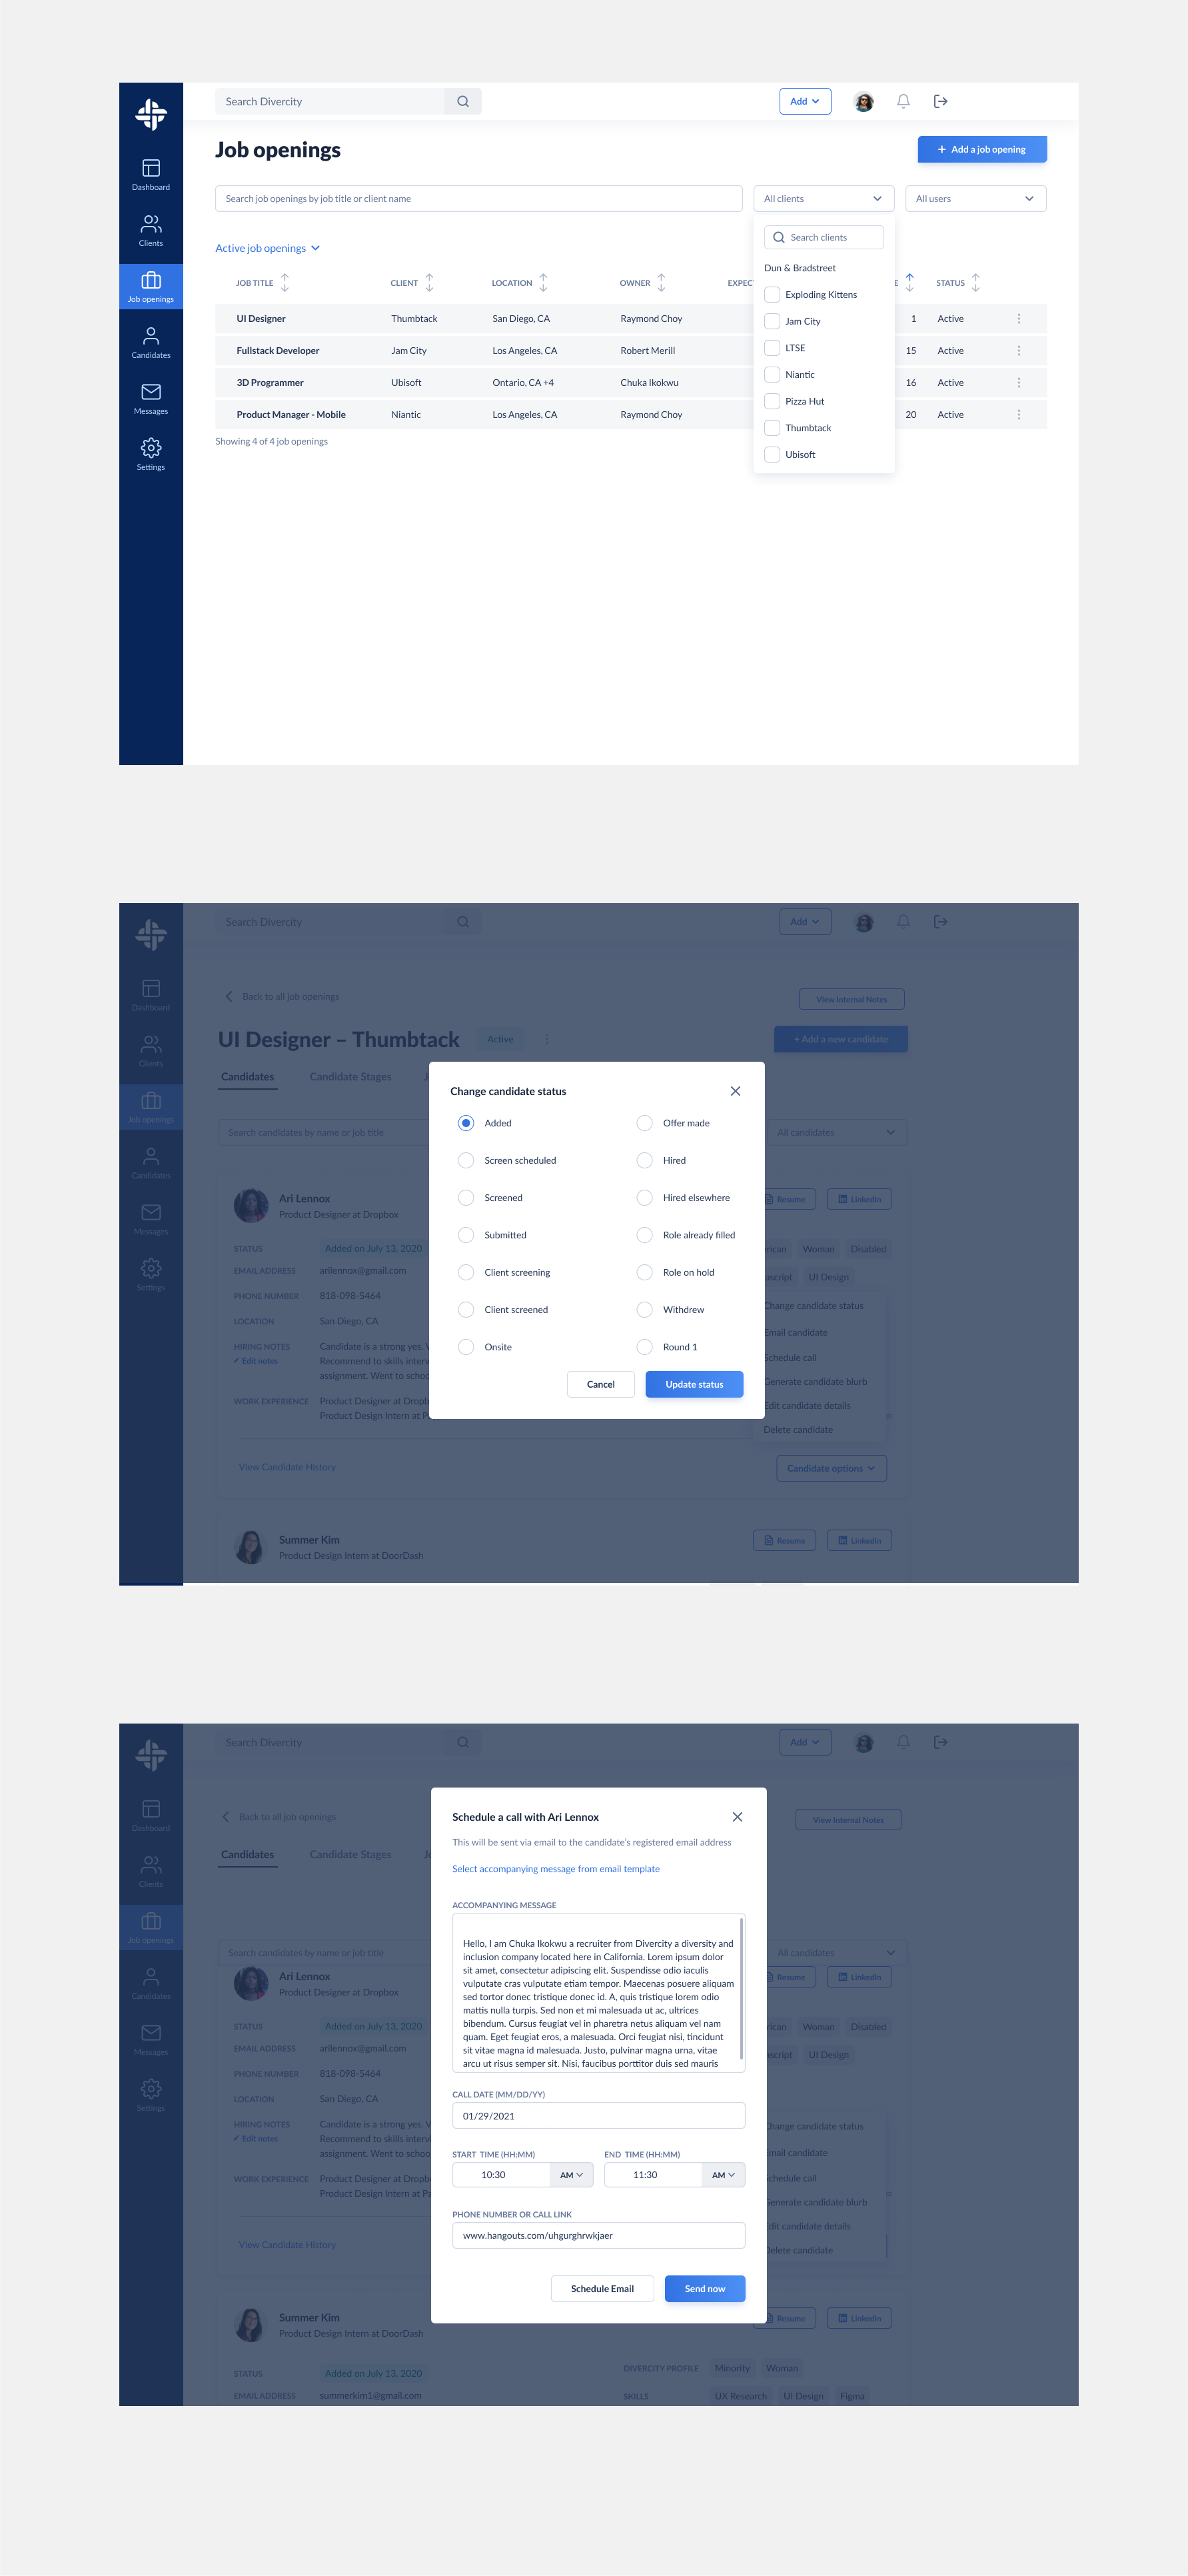 Search Divercity
Add
Job openings
+ Add a job opening
Search job openings by job title or client name
All clients
All users
Search clients
Dun & Bradstreet
Exploding Kittens
Jam City
LTSE
Niantic
Pizza Hut
Thumbtack
Ubisoft
Active job openings
JOB TITLE CLIENT LOCATION OWNER STATUS
UI Designer Thumbtack San Diego, CA Raymond Choy 1 Active
Fullstack Developer Jam City Los Angeles, CA Robert Merill 15 Active
3D Programmer Ubisoft Ontario, CA +4 Chuka Ikokwu 16 Active
Product Manager - Mobile Niantic Los Angeles, CA Raymond Choy 20 Active
Showing 4 of 4 job openings
Dashboard
Clients
Job openings
Candidates
Messages
Settings
Search Divercity
Add
Dashboard
Clients
Job openings
Candidates
Messages
Settings
Back to all job openings
View Internal Notes
UI Designer – Thumbtack
Active
+ Add a new candidate
Candidates Candidate Stages
Search candidates by name or job title
All candidates
Change candidate status
Added
Screen scheduled
Screened
Submitted
Client screening
Client screened
Onsite
Offer made
Hired
Hired elsewhere
Role already filled
Role on hold
Withdrew
Round 1
Cancel
Update status
Ari Lennox
Product Designer at Dropbox
Resume
LinkedIn
STATUS Added on July 13, 2020
EMAIL ADDRESS arilennox@gmail.com
PHONE NUMBER 818-098-5464
LOCATION San Diego, CA
HIRING NOTES Candidate is a strong yes.
Edit notes
Recommend to skills
assignment. Went to
WORK EXPERIENCE Product Designer at
Product Design Intern at
Woman Disabled
UI Design
Change candidate status
Email candidate
Schedule call
Generate candidate blurb
Edit candidate details
Delete candidate
View Candidate History
Candidate options
Summer Kim
Product Design Intern at DoorDash
Resume
LinkedIn
Search Divercity
Add
Dashboard
Clients
Job openings
Candidates
Messages
Settings
Back to all job openings
View Internal Notes
Candidates Candidate Stages
Search candidates by name or job title
All candidates
Schedule a call with Ari Lennox
This will be sent via email to the candidate's registered email address
Select accompanying message from email template
ACCOMPANYING MESSAGE
Hello, I am Chuka Ikokwu a recruiter from Divercity a diversity and
inclusion company located here in California. Lorem ipsum dolor
sit amet, consectetur adipiscing elit. Suspendisse odio iaculis
vulputate cras vulputate etiam tempor. Maecenas posuere aliquam
sed tortor donec tristique donec id. A, quis tristique lorem odio
mattis nulla turpis. Sed non et mi malesuada ut ac, ultrices
bibendum. Cursus feugiat vel in pharetra netus aliquam vel nam
quam. Eget feugiat eros, a malesuada. Orci feugiat nisi, tincidunt
sit vitae magna id malesuada. Justo, pulvinar magna urna, vitae
arcu ut risus semper sit. Nisi, faucibus porttitor duis sed mauris
CALL DATE (MM/DD/YY)
01/29/2021
START TIME (HH:MM) END TIME (HH:MM)
10:30 AM 11:30 AM
PHONE NUMBER OR CALL LINK
www.hangouts.com/uhgurghrwkjaer
Schedule Email
Send now
Ari Lennox
Product Designer at Dropbox
Resume
LinkedIn
STATUS Added on July 13, 2020
EMAIL ADDRESS arilennox@gmail.com
PHONE NUMBER 818-098-5464
LOCATION San Diego, CA
HIRING NOTES Candidate is a strong yes.
Edit notes
Recommend to skills
assignment. Went to
WORK EXPERIENCE Product Designer at
Product Design Intern at
Woman Disabled
UI Design
Change candidate status
Email candidate
Schedule call
Generate candidate blurb
Edit candidate details
Delete candidate
View Candidate History
Summer Kim
Product Design Intern at DoorDash
Resume
LinkedIn
STATUS Added on July 13, 2020
EMAIL ADDRESS summerkim1@gmail.com
DIVERCITY PROFILE Minority Woman
SKILLS UX Research UI Design Figma